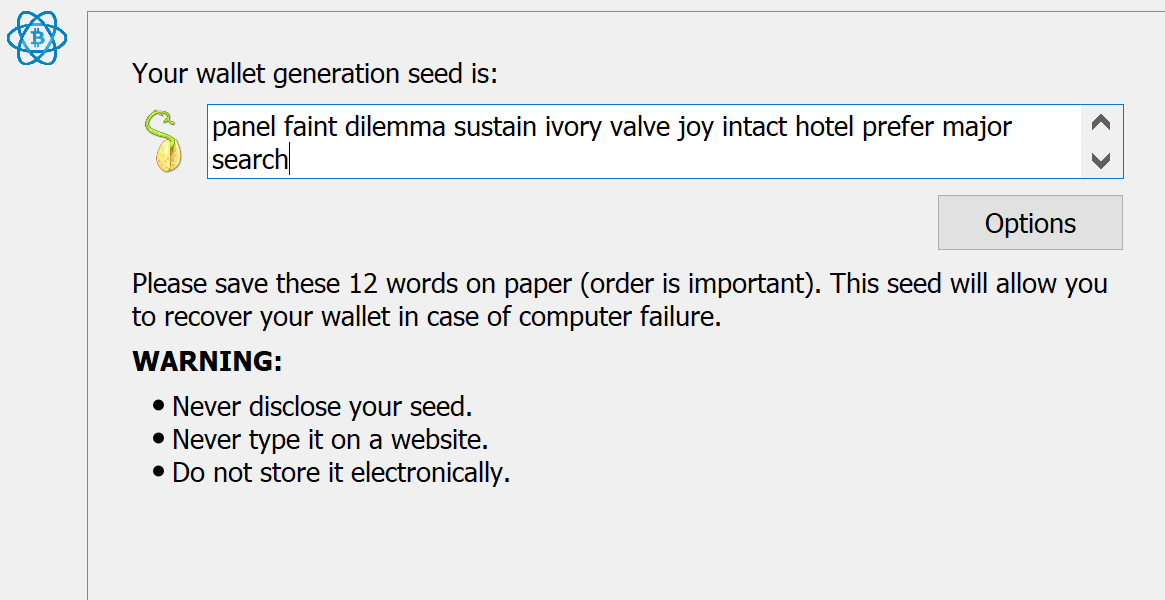 Your wallet generation seed is:
panel faint dilemma sustain ivory valve joy intact hotel prefer major
search
Options
Please save these 12 words on paper (order is important). This seed will allow you
to recover your wallet in case of computer failure.
WARNING:
• Never disclose your seed.
• Never type it on a website.
• Do not store it electronically.